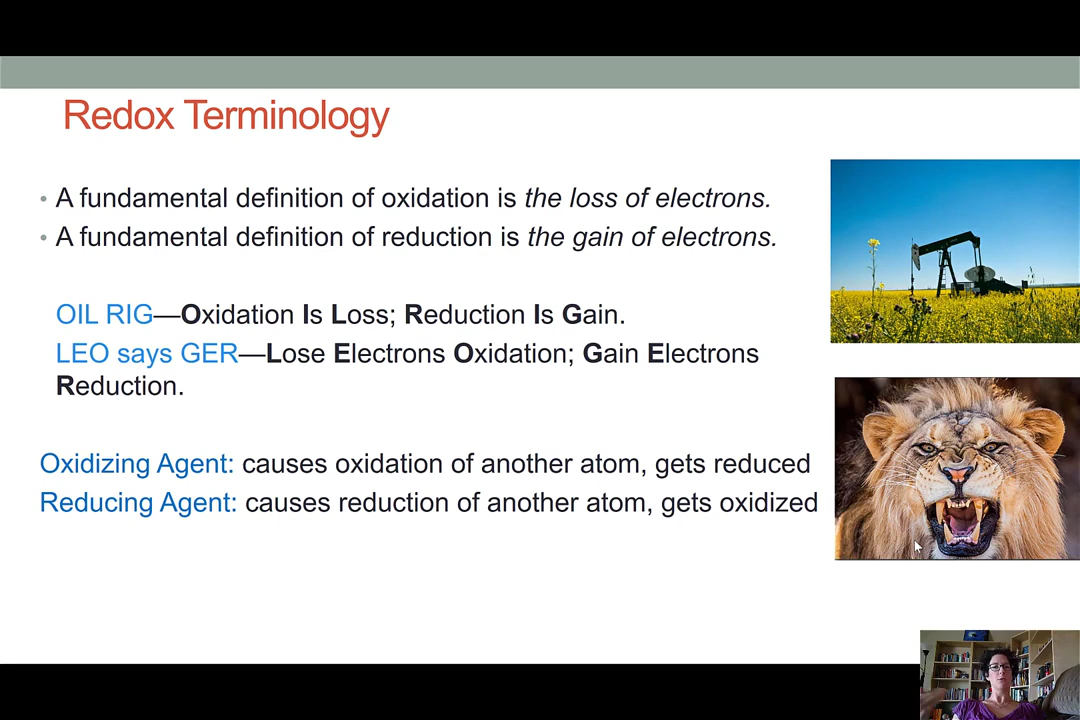 Redox Terminology
• A fundamental definition of oxidation is the loss of electrons.
• A fundamental definition of reduction is the gain of electrons.
OIL RIG—Oxidation Is Loss; Reduction Is Gain.
LEO says GER—Lose Electrons Oxidation; Gain Electrons
Reduction.
Oxidizing Agent: causes oxidation of another atom, gets reduced
Reducing Agent: causes reduction of another atom, gets oxidized